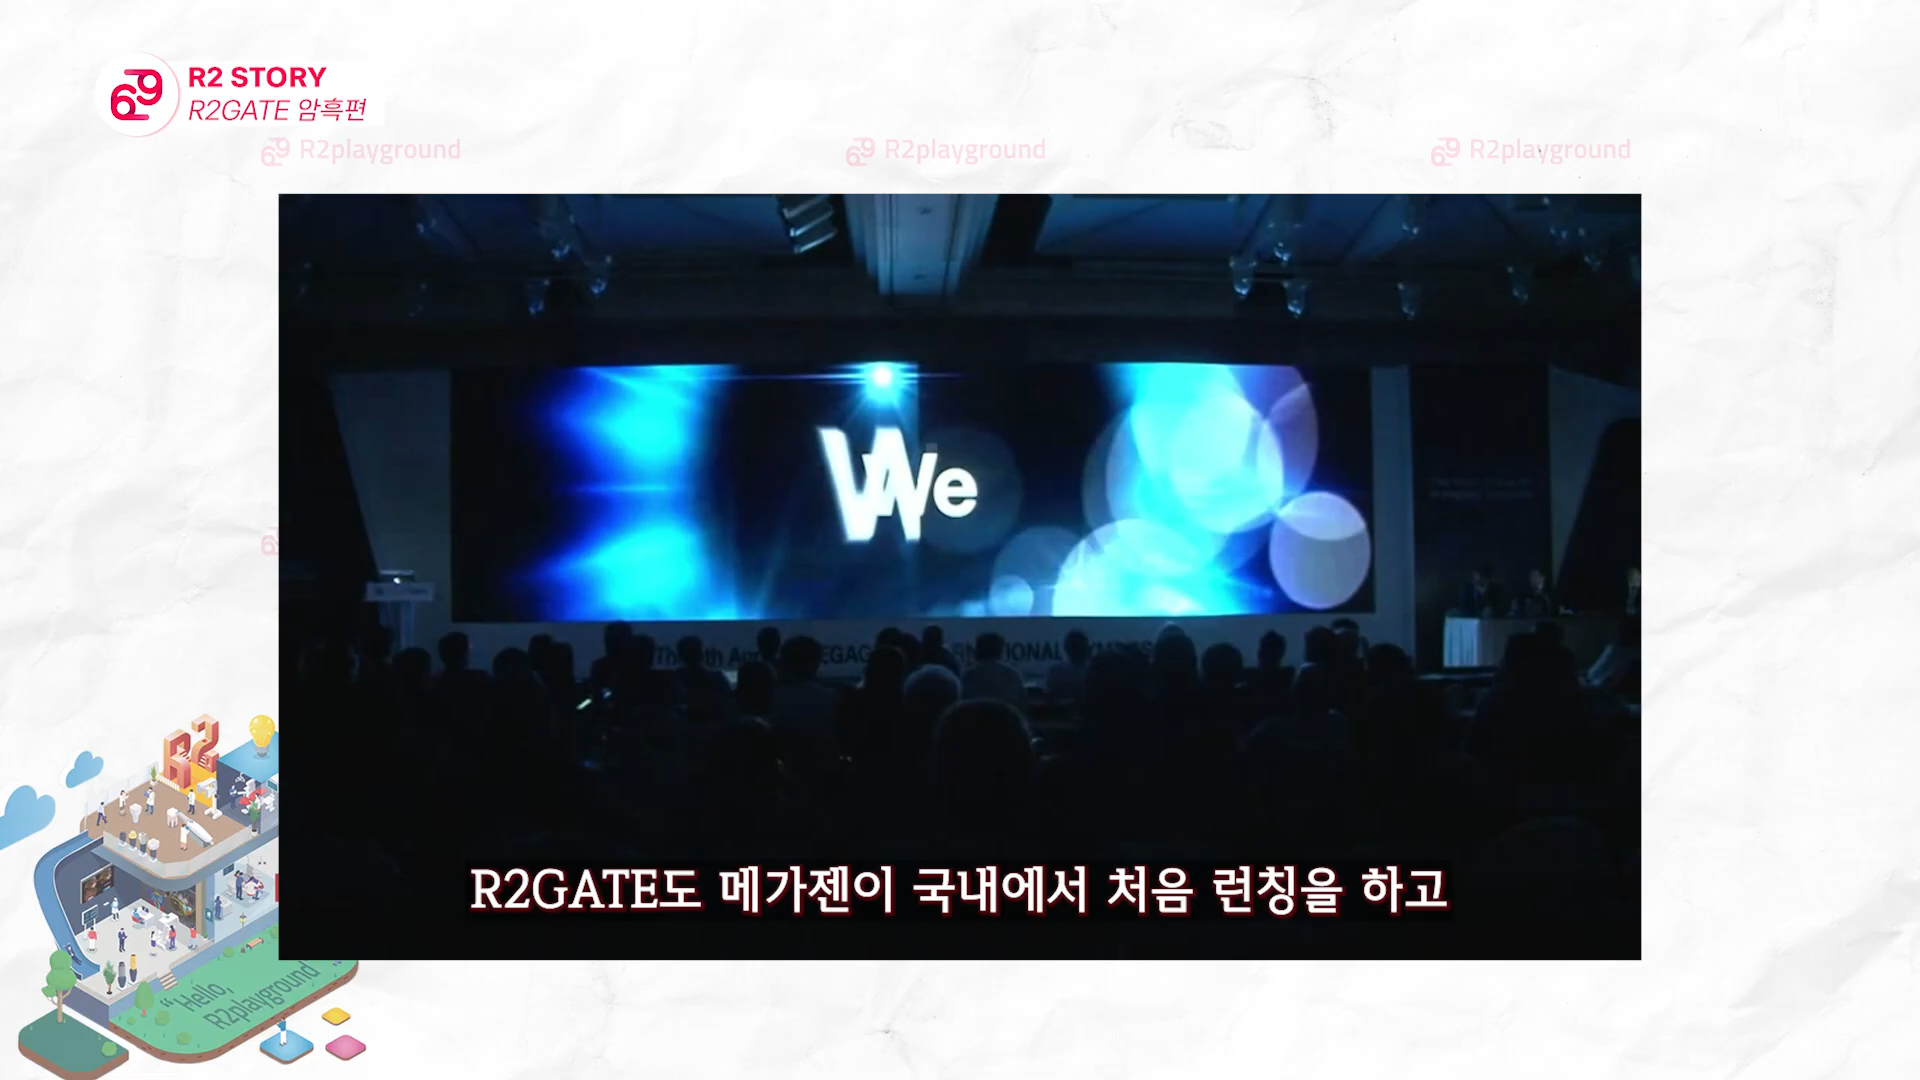 R2 STORY
R2GATE 암흑편
R2playground R2playground R2playground
We
R2
"Hello,
R2playground"
R2GATE도 메가젠이 국내에서 처음 런칭을 하고